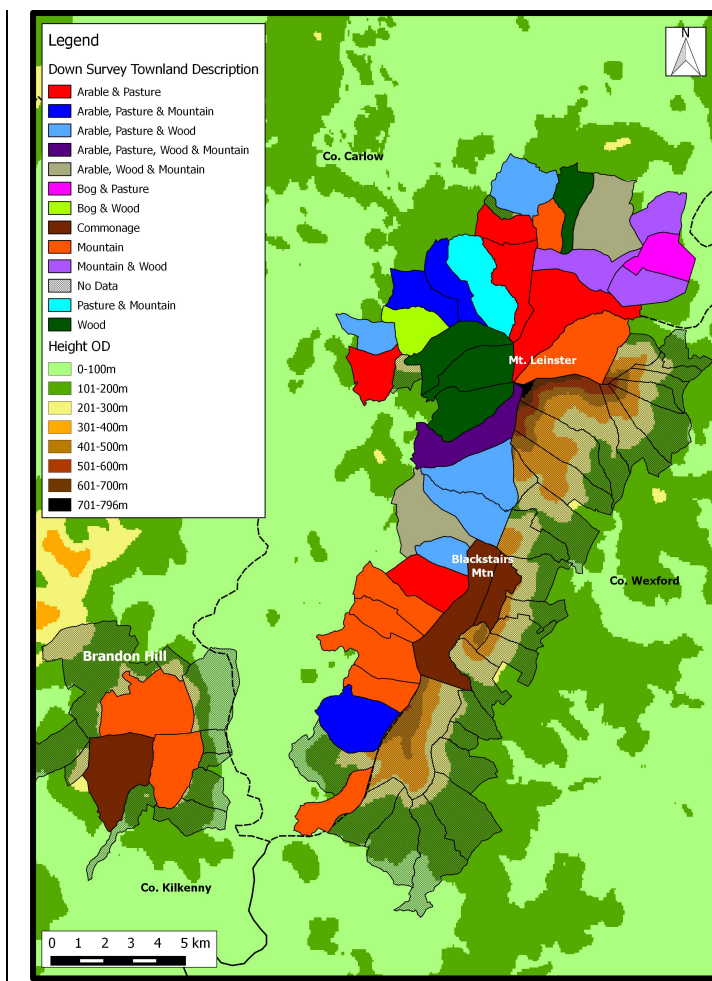 Legend
Down Survey Townland Description
Arable & Pasture
Arable, Pasture & Mountain
Arable, Pasture & Wood
Arable, Pasture, Wood & Mountain
Arable, Wood & Mountain
Bog & Pasture
Bog & Wood
Commonage
Mountain
Mountain & Wood
No Data
Pasture & Mountain
Wood
Height OD
0-100m
101-200m
201-300m
301-400m
401-500m
501-600m
601-700m
701-796m
N
Co. Carlow
Mt. Leinster
Blackstairs
Mtn
Co. Wexford
Brandon Hill
Co. Kilkenny
0 1 2 3 4 5 km